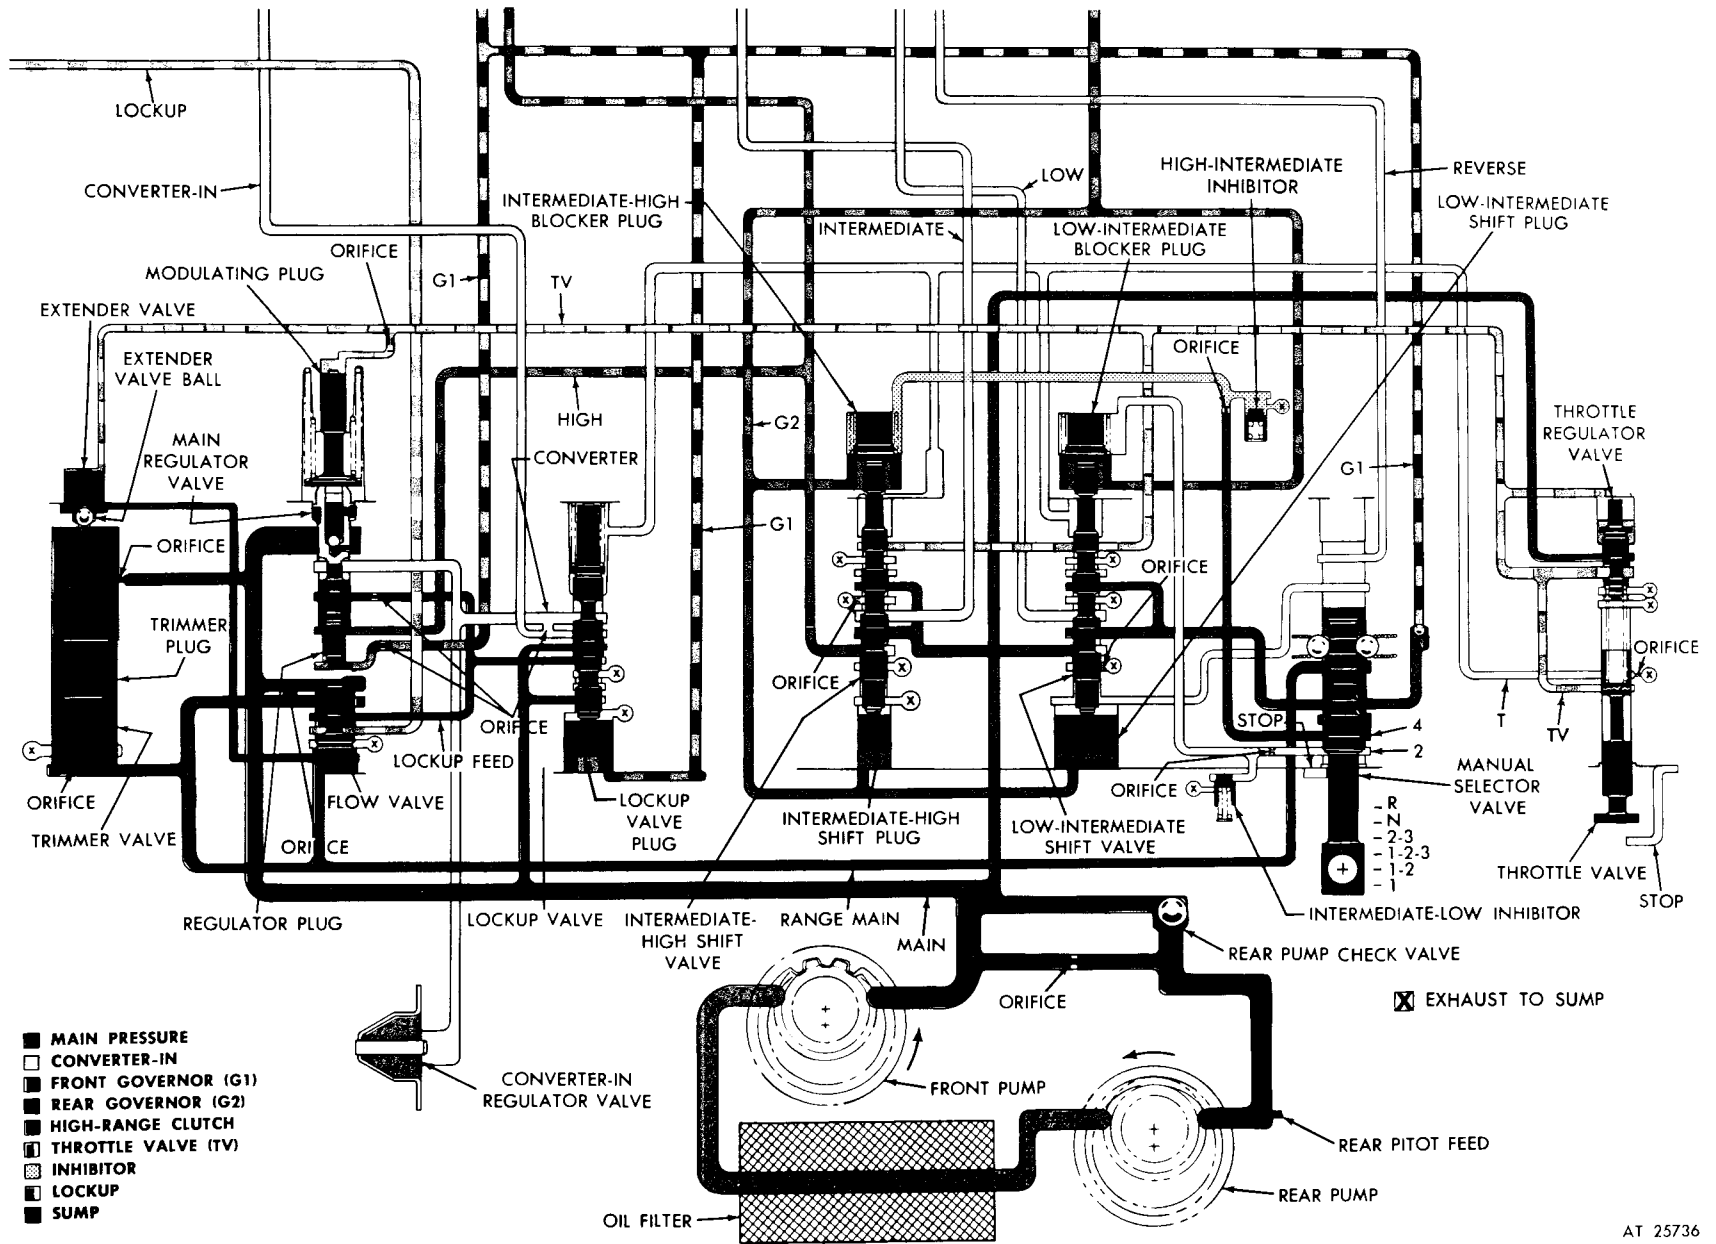 LOCKUP
CONVERTER-IN
ORIFICE
MODULATING PLUG
EXTENDER VALVE
EXTENDER
VALVE BALL
MAIN
REGULATOR
VALVE
ORIFICE
TRIMMER
PLUG
ORIFICE
TRIMMER VALVE
G1
TV
HIGH
INTERMEDIATE-HIGH
BLOCKER PLUG
CONVERTER
G1
G2
INTERMEDIATE
LOW
LOW-INTERMEDIATE
BLOCKER PLUG
HIGH-INTERMEDIATE
INHIBITOR
REVERSE
LOW-INTERMEDIATE
SHIFT PLUG
ORIFICE
G1
THROTTLE
REGULATOR
VALVE
ORIFICE
ORIFICE
ORIFICE
ORIFICE
LOCKUP FEED
FLOW VALVE
ORIFICE
LOCKUP
VALVE
PLUG
INTERMEDIATE-HIGH
SHIFT PLUG
LOW-INTERMEDIATE
SHIFT VALVE
ORIFICE
STOP
4
2
MANUAL
SELECTOR
VALVE
R
N
2-3
1-2-3
1-2
1
T
TV
THROTTLE VALVE
STOP
REGULATOR PLUG
LOCKUP VALVE
INTERMEDIATE-
HIGH SHIFT
VALVE
RANGE MAIN
MAIN
INTERMEDIATE-LOW INHIBITOR
REAR PUMP CHECK VALVE
ORIFICE
X EXHAUST TO SUMP
FRONT PUMP
CONVERTER-IN
REGULATOR VALVE
REAR PITOT FEED
REAR PUMP
OIL FILTER
MAIN PRESSURE
CONVERTER-IN
FRONT GOVERNOR (G1)
REAR GOVERNOR (G2)
HIGH-RANGE CLUTCH
THROTTLE VALVE (TV)
INHIBITOR
LOCKUP
SUMP
AT 25736